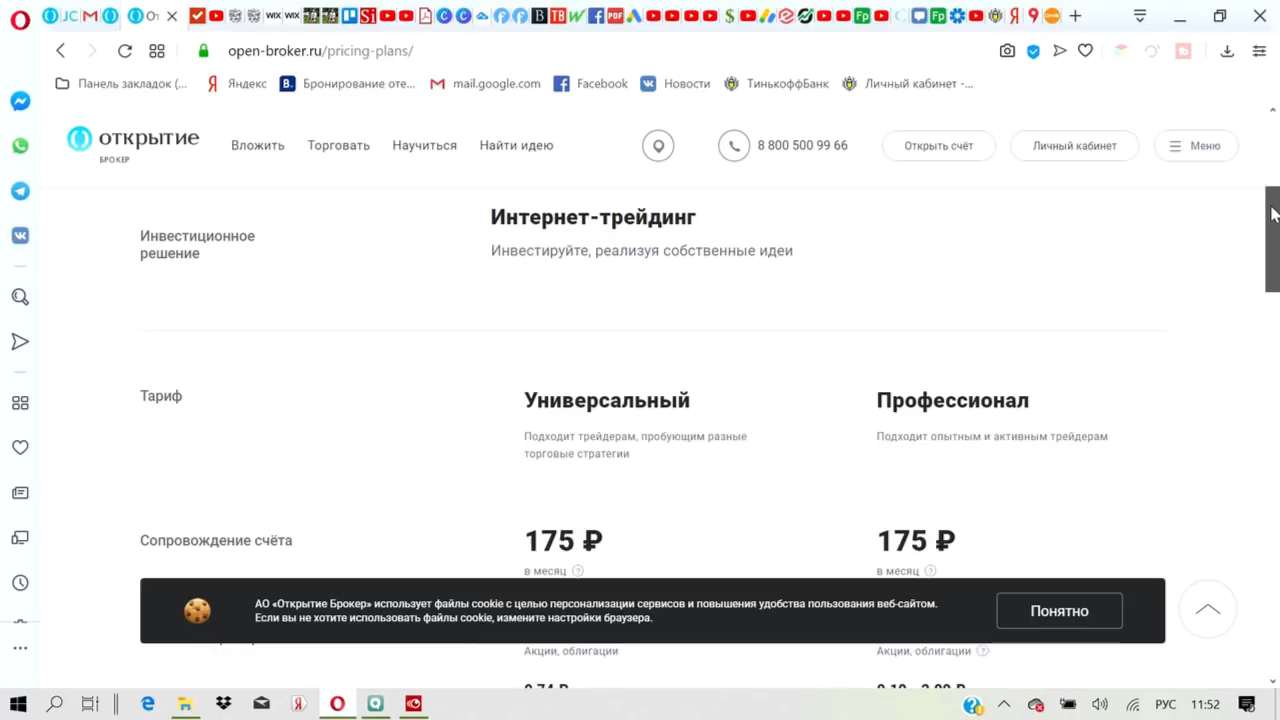 open-broker.ru/pricing-plans/
Панель закладок (...
Яндекс
Бронирование оте...
mail.google.com
Facebook
Новости
ТинькоффБанк
Личный кабинет -...
открытие
БРОКЕР
Вложить
Торговать
Научиться
Найти идею
8 800 500 99 66
Открыть счёт
Личный кабинет
Меню
Инвестиционное
решение
Интернет-трейдинг
Инвестируйте, реализуя собственные идеи
Тариф
Универсальный
Подходит трейдерам, пробующим разные
торговые стратегии
Профессионал
Подходит опытным и активным трейдерам
Сопровождение счёта
175 ₽
в месяц
175 ₽
в месяц
АО «Открытие Брокер» использует файлы cookie с целью персонализации сервисов и повышения удобства пользования веб-сайтом.
Если вы не хотите использовать файлы cookie, измените настройки браузера.
Понятно
Акции, облигации
Акции, облигации
РУС
11:52